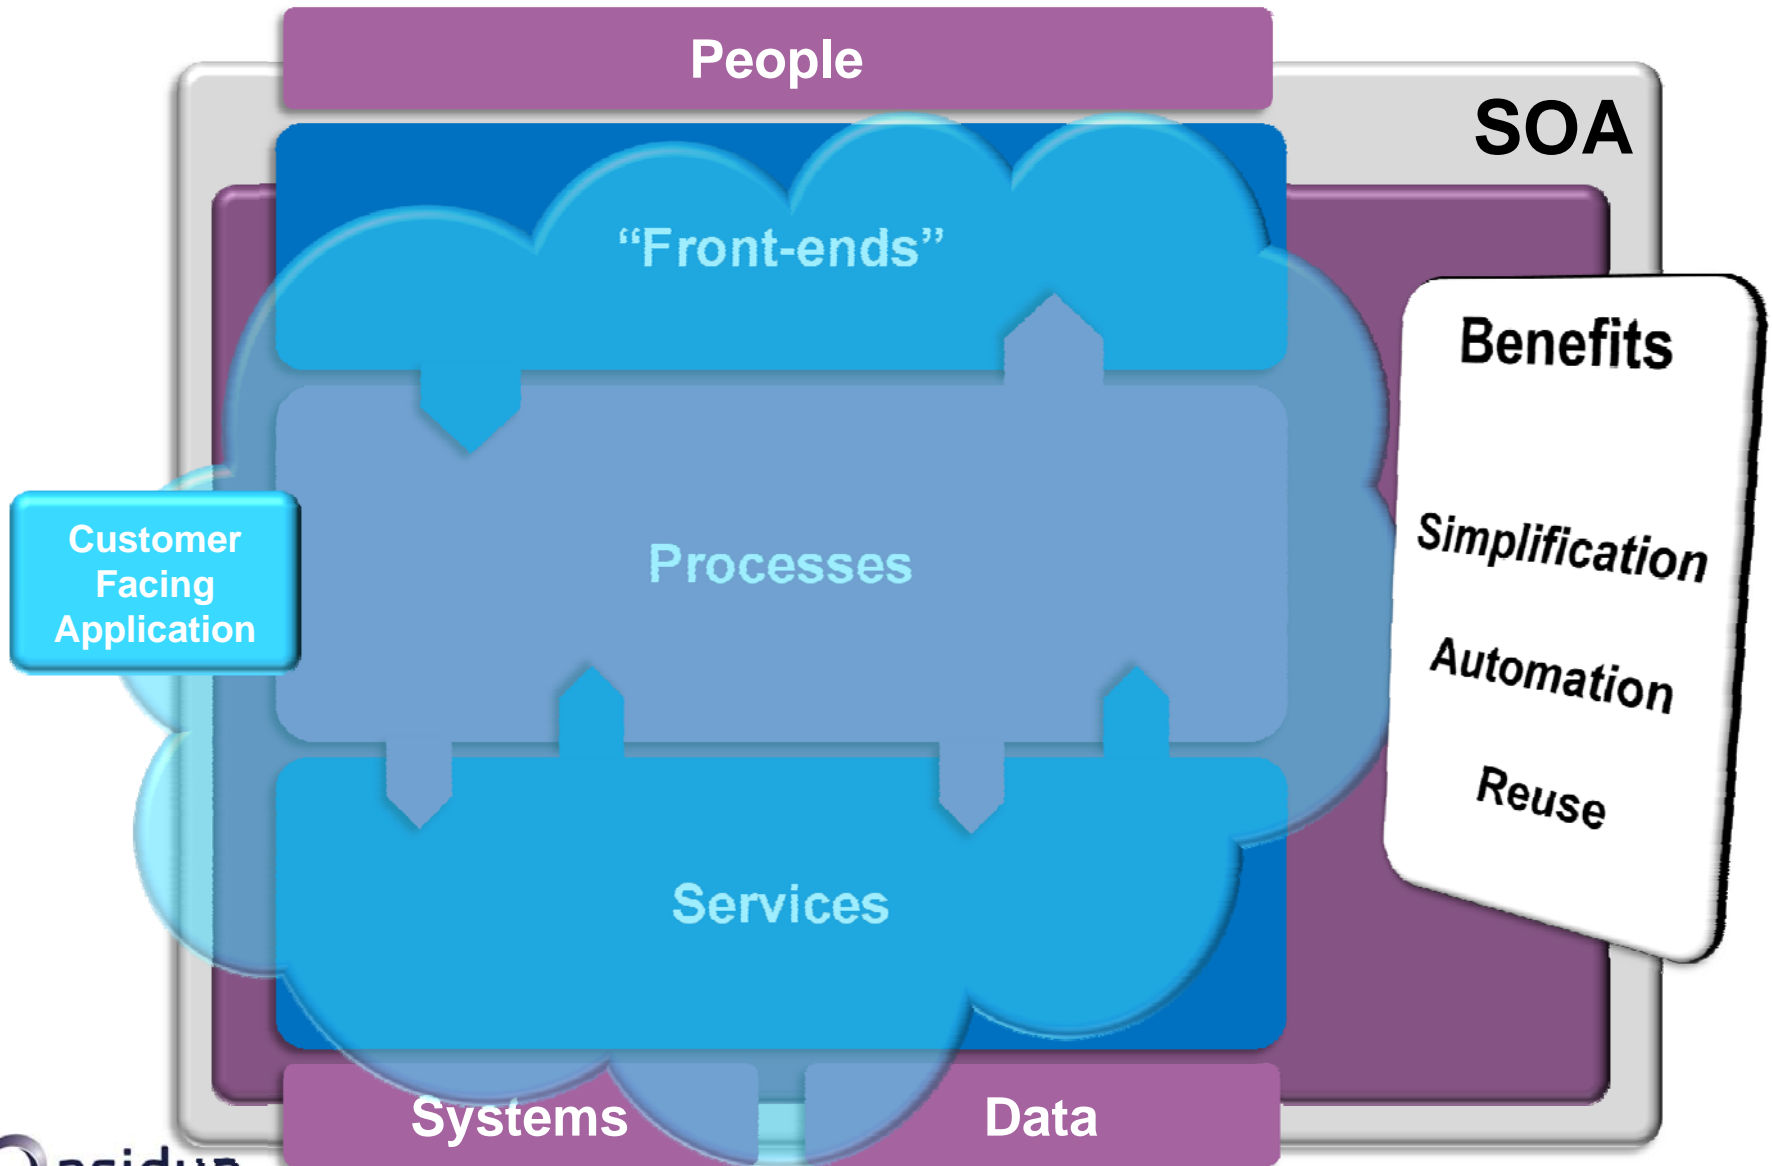 People
SOA
“Front-ends”
Benefits
Simplification
Automation
Reuse
Customer
Facing
Application
Processes
Services
Systems
Data